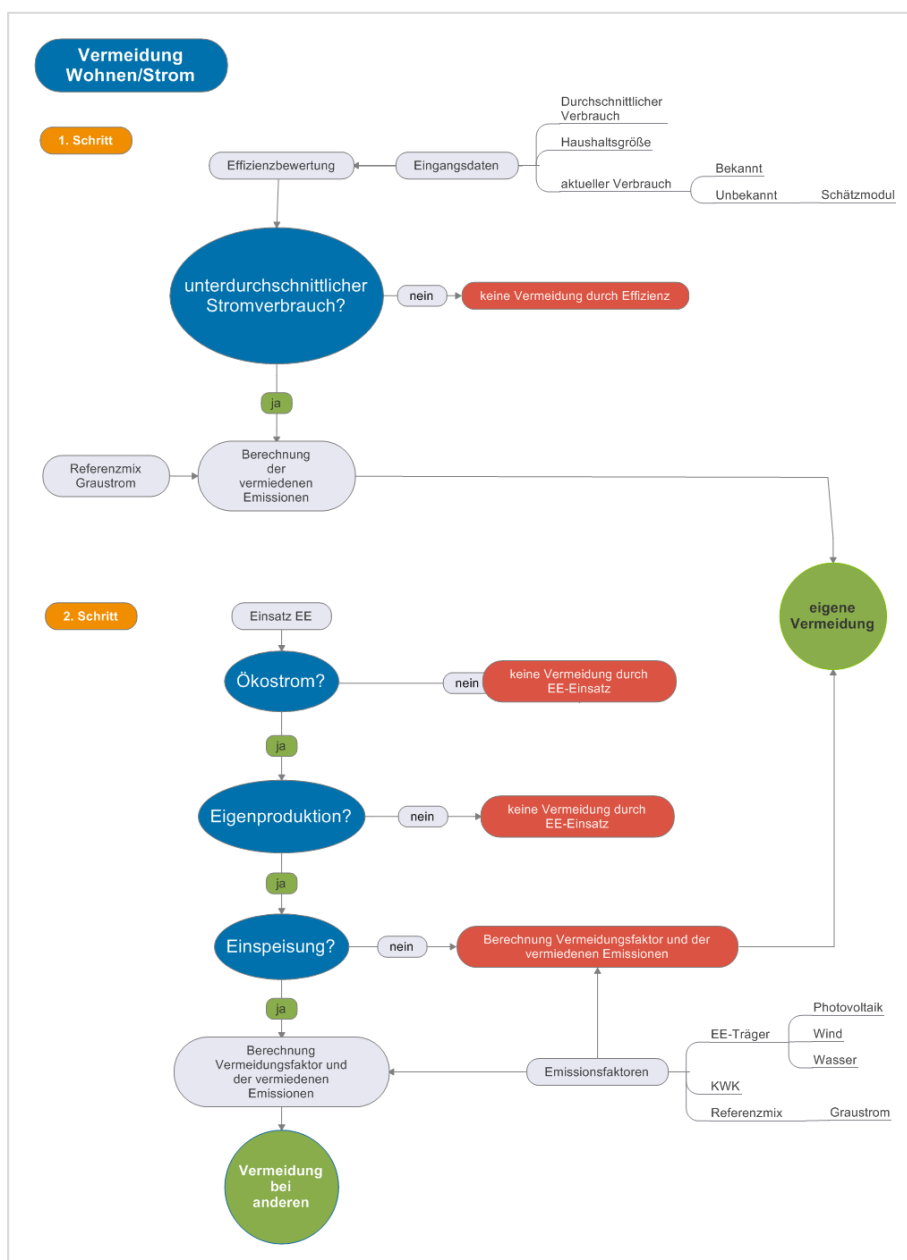 Vermeidung
Wohnen/Strom
1. Schritt
Durchschnittlicher
Verbrauch
Haushaltsgröße
Effizienzbewertung
Eingangsdaten
aktueller Verbrauch
Bekannt
Unbekannt
Schätzmodul
unterdurchschnittlicher
Stromverbrauch?
nein
keine Vermeidung durch Effizienz
ja
Referenzmix
Graustrom
Berechnung
der
vermiedenen
Emissionen
eigene
Vermeidung
2. Schritt
Einsatz EE
Ökostrom?
nein
keine Vermeidung durch
EE-Einsatz
ja
Eigenproduktion?
nein
keine Vermeidung durch
EE-Einsatz
ja
Einspeisung?
nein
Berechnung Vermeidungsfaktor und der
vermiedenen Emissionen
ja
Berechnung
Vermeidungsfaktor und
der vermiedenen
Emissionen
Emissionsfaktoren
EE-Träger
Photovoltaik
Wind
Wasser
KWK
Referenzmix
Graustrom
Vermeidung
bei
anderen